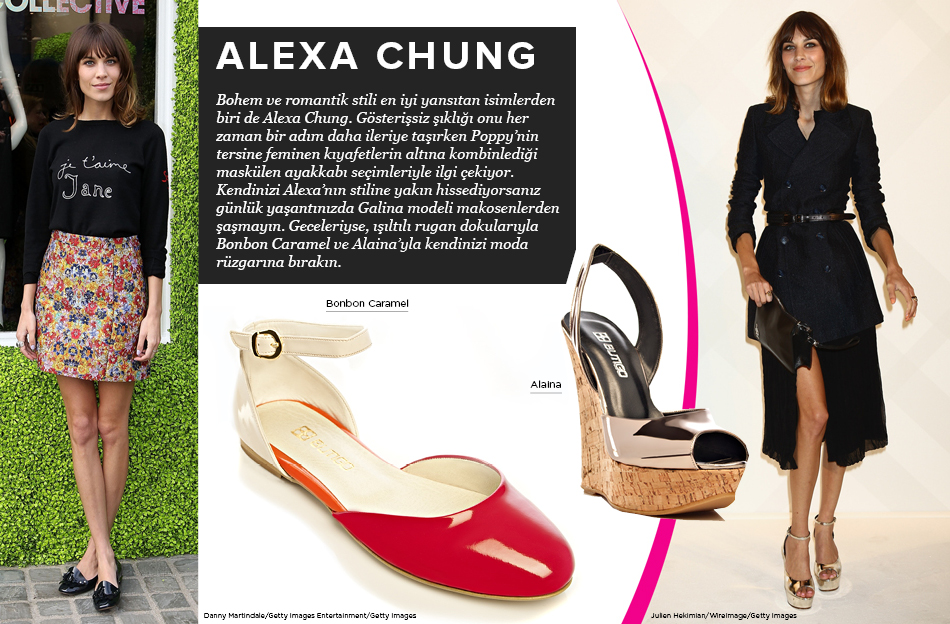 COLLECTIVE
ALEXA CHUNG
Bohem ve romantik stili en iyi yansıtan isimlerden
biri de Alexa Chung. Gösterişsiz şıklığı onu her
zaman bir adım daha ileriye taşırken Poppy’nin
tersine feminen kıyafetlerin altına kombinlediği
maskülen ayakkabı seçimleriyle ilgi çekiyor.
Kendinizi Alexa’nın stiline yakın hissediyorsanız
günlük yaşantınızda Galina modeli makosenlerden
şaşmayın. Geceleriyse, ışıltılı rugan dokularıyla
Bonbon Caramel ve Alaina’yla kendinizi moda
rüzgarına bırakın.
je t'aime
Jane
Bonbon Caramel
Alaina
BUTIGO
BUTIGO
Danny Martindale/Getty Images Entertainment/Getty Images
Julien Hekimian/WireImage/Getty Images